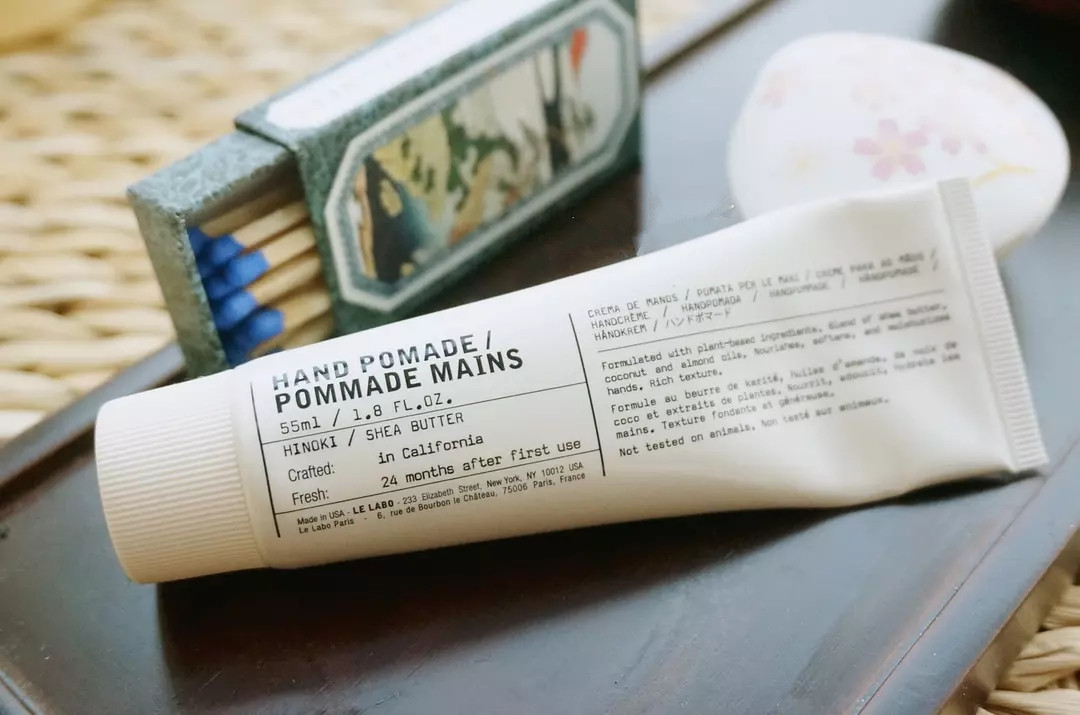 HAND POMADE /
POMMADE MAINS
55ml / 1.8 FL.OZ.
HINOKI / SHEA BUTTER
Crafted: in California
Fresh: 24 months after first use
Made in USA - LE LABO - 233 Elizabeth Street, New York, NY 10012 USA
Le Labo Paris - 6, rue de Bourbon le Château, 75006 Paris, France
CREMA DE MANOS / POMATA PER LE MANI / CREME PARA AS MÃOS /
HANDCRÈME / HANDPOMADA / HANDPOMMADE / HÄNDPOMADE /
HÅNDKREM / ハンドポマード
Formulated with plant-based ingredients. Blend of shea butter,
coconut and almond oils. Nourishes, softens, and moisturizes
hands. Rich texture.
Formule au beurre de karité, huiles d'amande, de noix de
coco et extraits de plantes. Nourrit, adoucit, hydrate les
mains. Texture fondante et généreuse.
Not tested on animals. Non testé sur animaux.